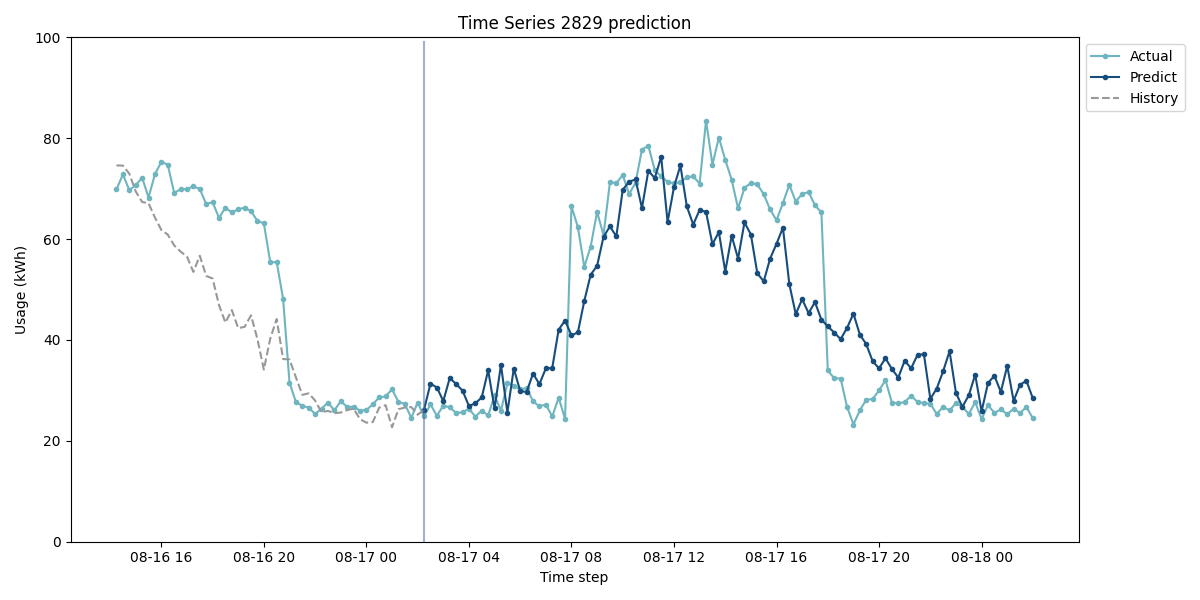 Time Series 2829 prediction
100
80
60
40
20
0
Usage (kWh)
08-16 16
08-16 20
08-17 00
08-17 04
08-17 08
08-17 12
08-17 16
08-17 20
08-18 00
Time step
Actual
Predict
History